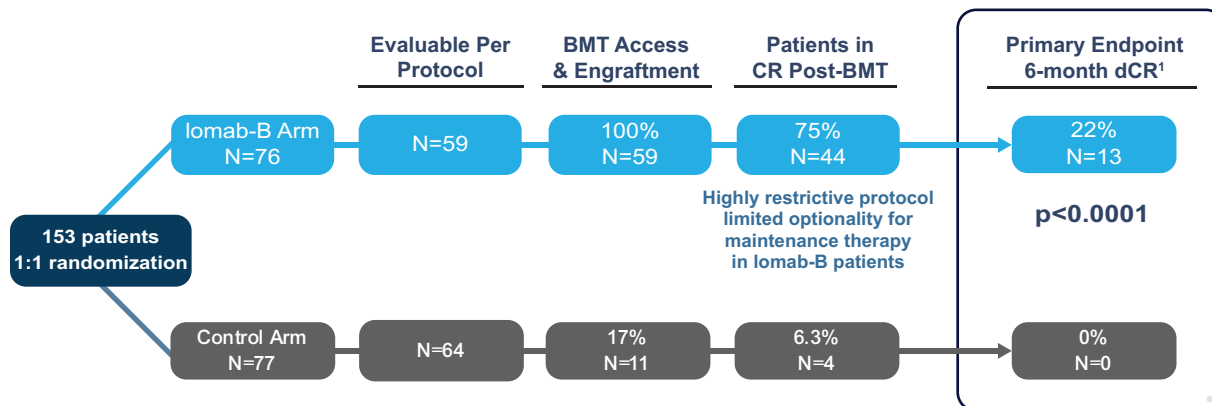 Evaluable Per
Protocol
BMT Access
& Engraftment
Patients in
CR Post-BMT
Primary Endpoint
6-month dCR¹
Iomab-B Arm
N=76
N=59
100%
N=59
75%
N=44
22%
N=13
Highly restrictive protocol
limited optionality for
maintenance therapy
in Iomab-B patients
p<0.0001
153 patients
1:1 randomization
Control Arm
N=77
N=64
17%
N=11
6.3%
N=4
0%
N=0